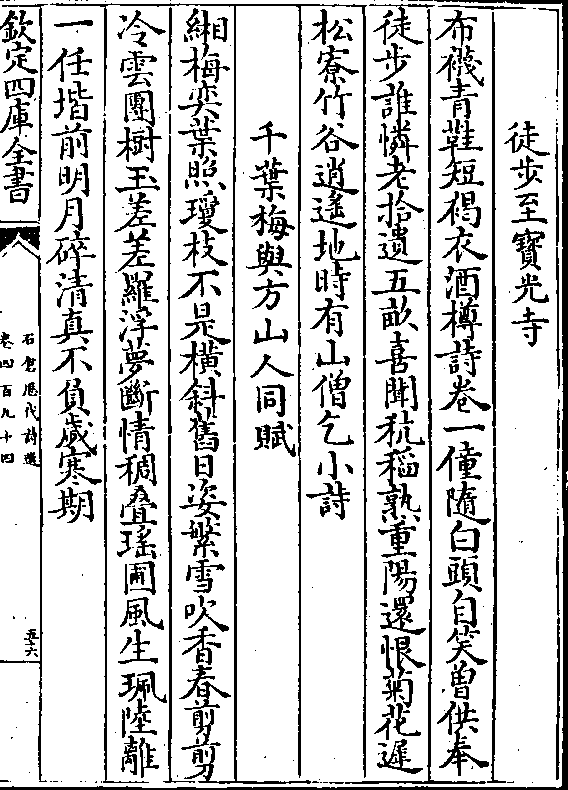 徒步至寶光寺
布襪青鞋短褐衣酒樽詩卷一僮隨白頭自笑曽供奉
徒步誰憐老拾遺五畝喜聞秔稻熟重陽還恨菊花遲
松寮竹谷逍遙地時有山僧乞小詩
千葉梅與方山人同賦
緗梅奕葉照瓊枝不是橫斜舊日姿繁雪吹香春剪剪
冷雲團樹玉差差羅浮夢斷情稠叠瑤圃風生珮陸離
一任堦前明月碎清真不負歲寒期
欽定四庫全書
石倉歷代詩選
卷四百九十四
五六